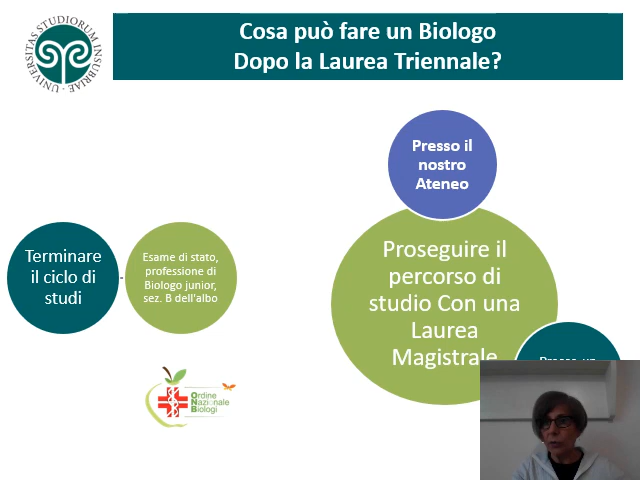 Cosa può fare un Biologo
Dopo la Laurea Triennale?
UNIVERSITAS STUDIORUM INSUBRIAE
Presso il
nostro
Ateneo
Terminare
il ciclo di
studi
Esame di stato,
professione di
Biologo junior,
sez. B dell'albo
Proseguire il
percorso di
studio Con una
Laurea
Magistrale
Ordine
Nazionale
Biologi